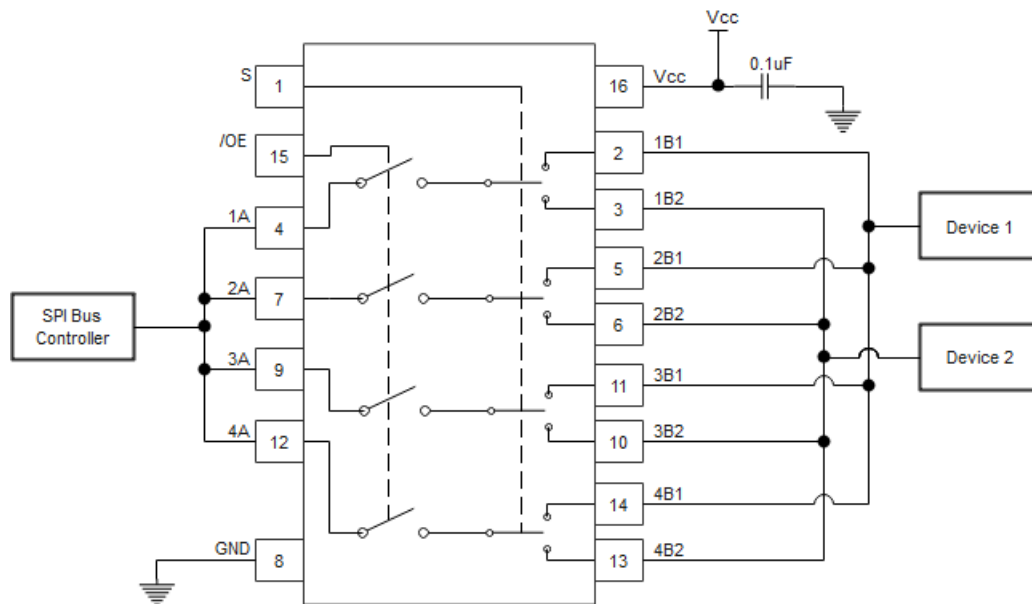 Vcc
0.1uF
S
1
16
Vcc
/OE
15
2
1B1
1A
4
3
1B2
Device 1
5
2B1
2A
7
6
2B2
SPI Bus
Controller
Device 2
3A
9
11
3B1
4A
12
10
3B2
14
4B1
GND
8
13
4B2